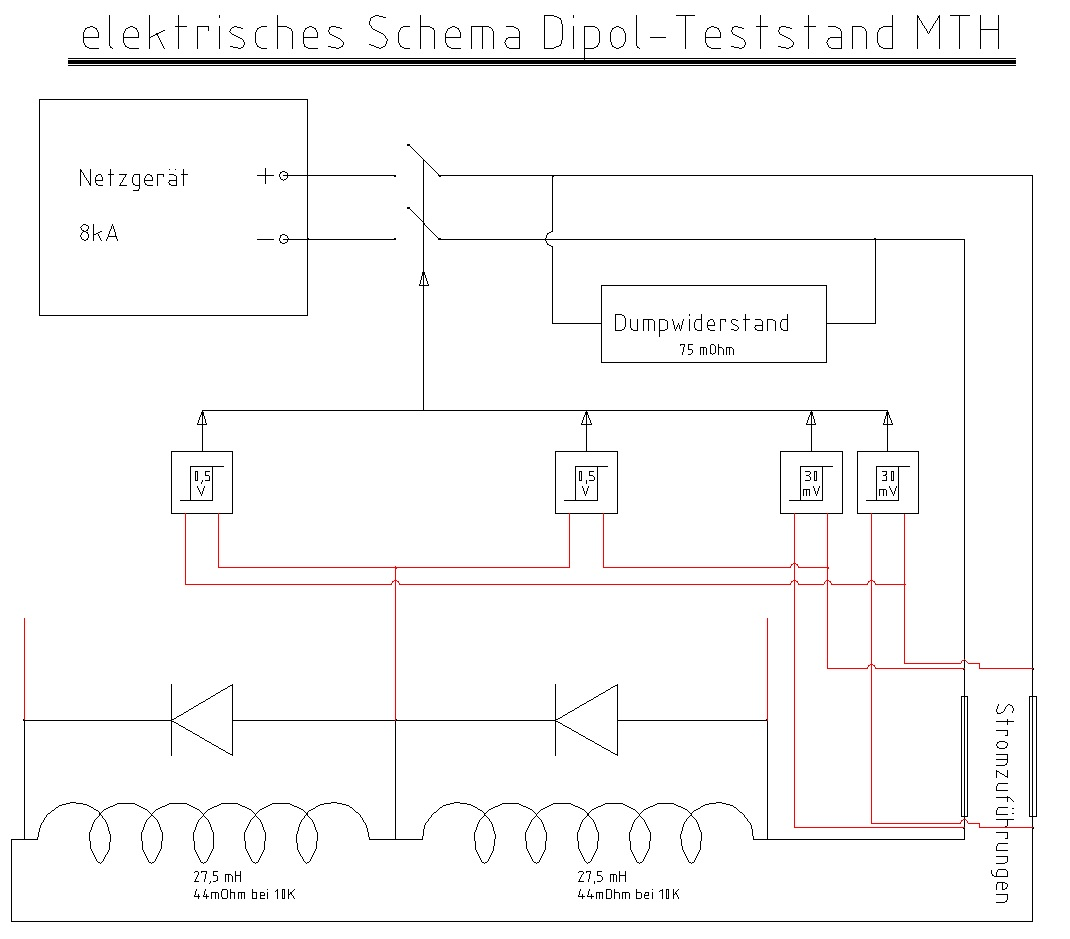 elektrisches Schema Dipol-Teststand MTH
Netzgerät
+
8kA
−
Dumpwiderstand
75 mOhm
0,5
V
0,5
V
30
mV
30
mV
Stromzuführungen
27,5 mH
44mOhm bei 10K
27,5 mH
44mOhm bei 10K